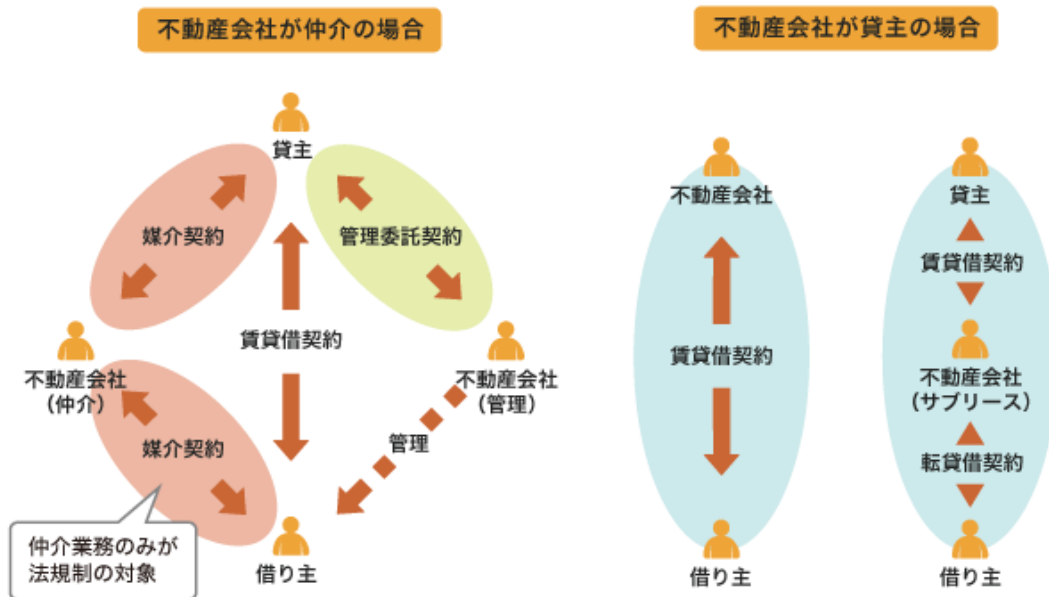 不動産会社が仲介の場合
貸主
媒介契約
管理委託契約
賃貸借契約
不動産会社
（仲介）
不動産会社
（管理）
媒介契約
管理
仲介業務のみが
法規制の対象
借り主
不動産会社が貸主の場合
不動産会社
賃貸借契約
借り主
貸主
賃貸借契約
不動産会社
（サブリース）
転貸借契約
借り主